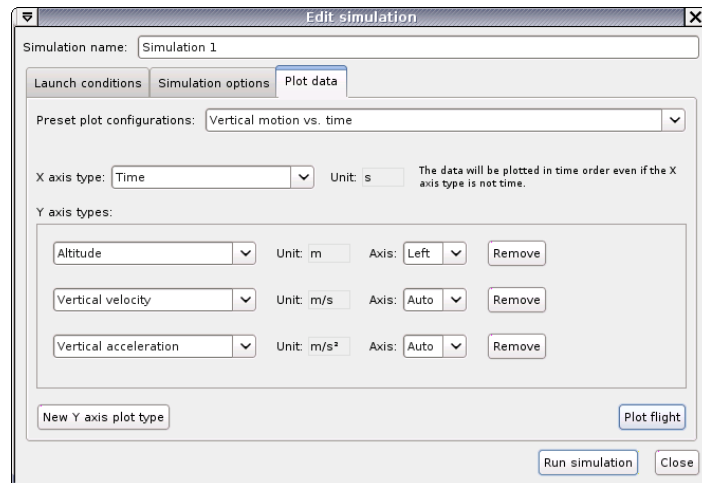 Edit simulation
Simulation name: Simulation 1
Launch conditions Simulation options Plot data
Preset plot configurations: Vertical motion vs. time
X axis type: Time Unit: s The data will be plotted in time order even if the X
axis type is not time.
Y axis types:
Altitude Unit: m Axis: Left Remove
Vertical velocity Unit: m/s Axis: Auto Remove
Vertical acceleration Unit: m/s² Axis: Auto Remove
New Y axis plot type Plot flight
Run simulation Close